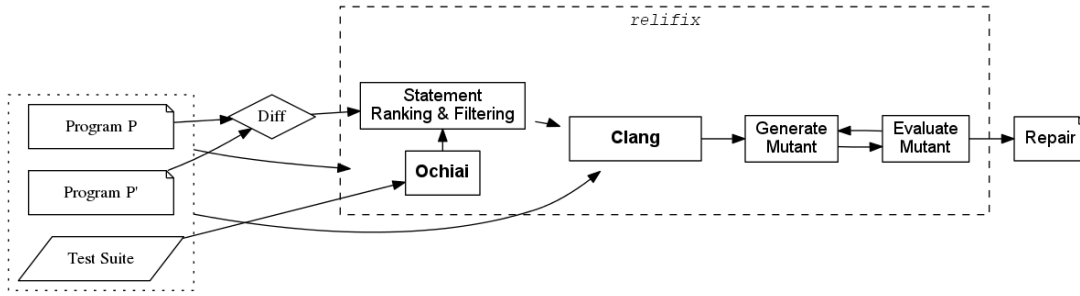 relifix
Program P
Program P'
Test Suite
Diff
Statement
Ranking & Filtering
Ochiai
Clang
Generate
Mutant
Evaluate
Mutant
Repair